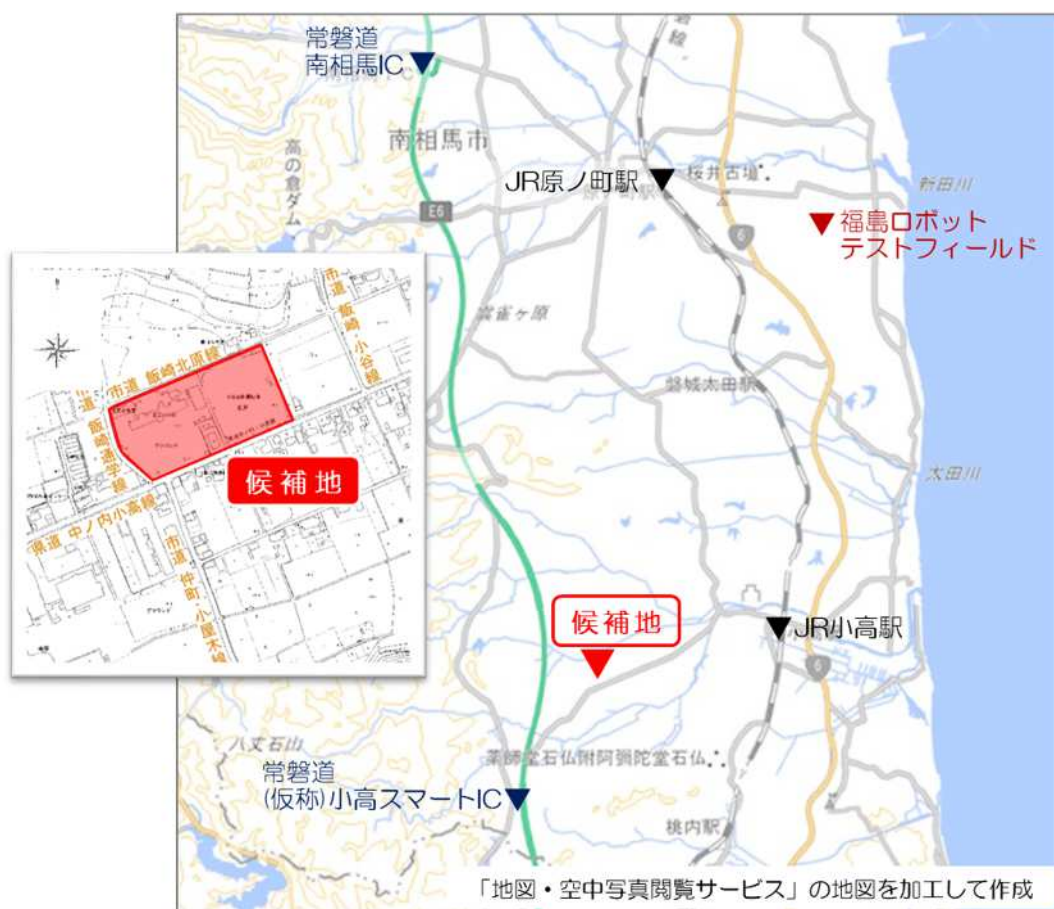 常磐道
南相馬IC
南相馬市
高の倉ダム
JR原ノ町駅
桜井古墳
新田川
E6
6
福島ロボット
テストフィールド
雲雀ヶ原
磐城太田駅
太田川
市道 飯崎・小谷線
市道 飯崎北原線
市道 飯崎通学線
候補地
県道 中ノ内小高線
市道 仲町・小屋木線
候補地
JR小高駅
6
八丈石山
薬師堂石仏附阿弥陀堂石仏
常磐道
(仮称)小高スマートIC
桃内駅
「地図・空中写真閲覧サービス」の地図を加工して作成